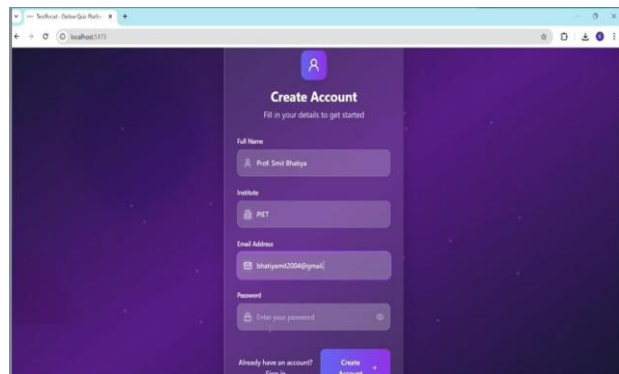 TestPortal - Online Quiz Platfo
localhost:5173
Create Account
Fill in your details to get started
Full Name
Prof. Smit Bhatiya
Institute
PIET
Email Address
bhatiyamit2004@gmail.
Password
Enter your password
Already have an account?
Sign in
Create
Account